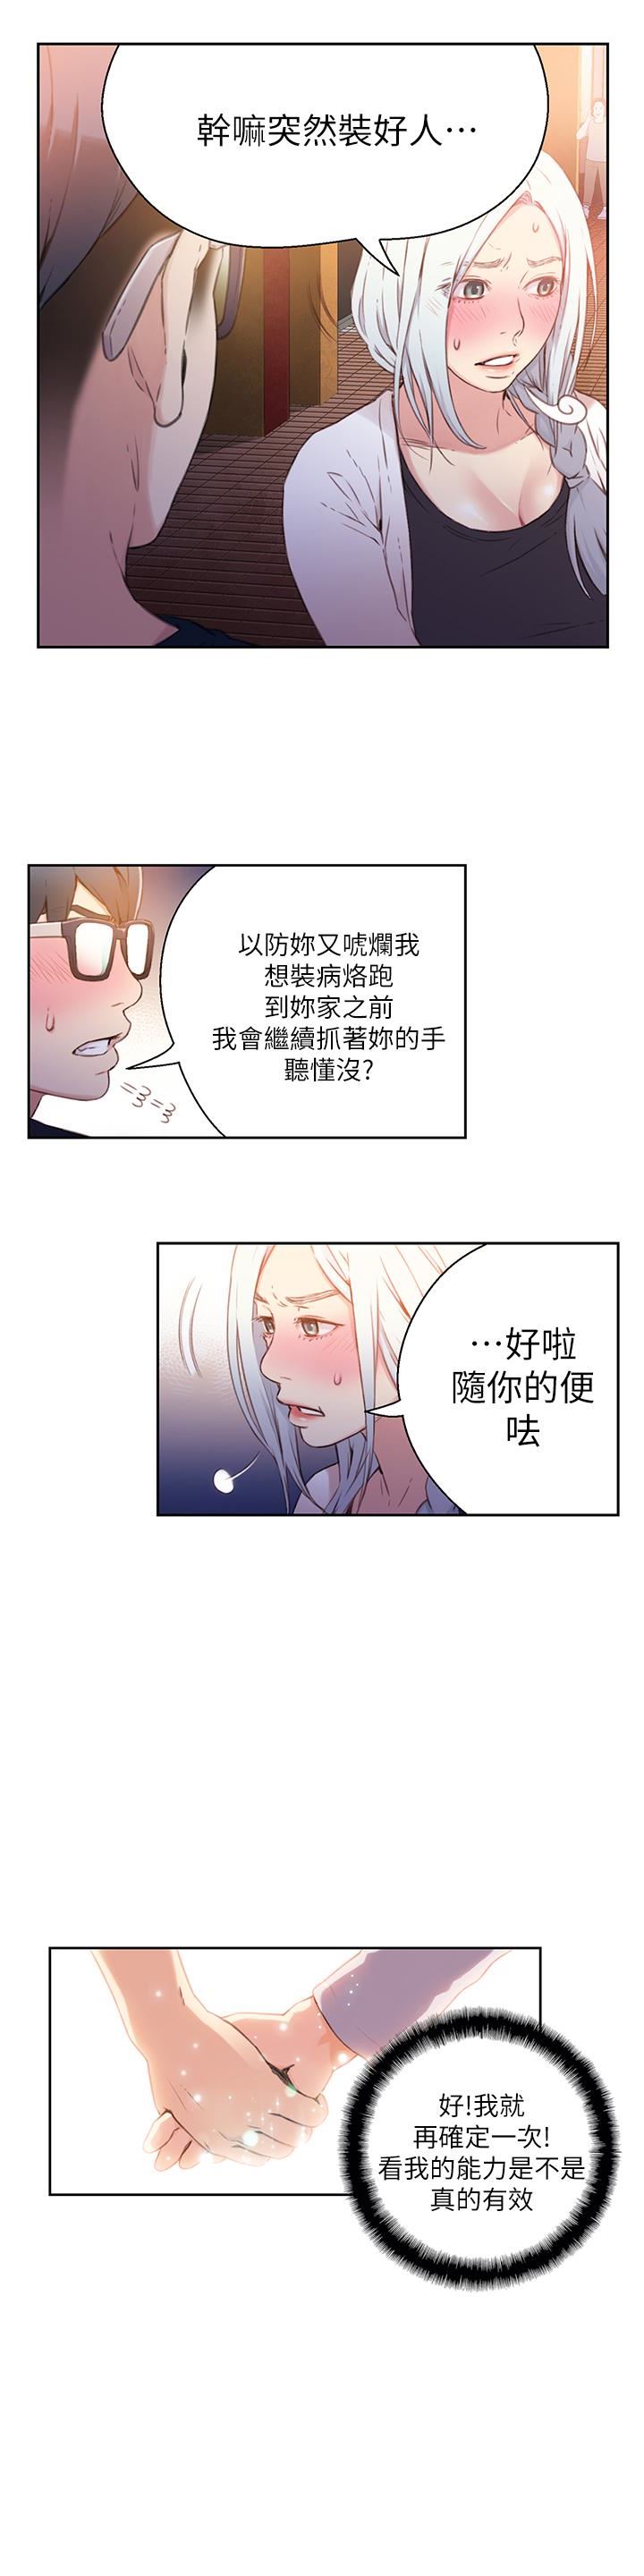 幹嘛突然裝好人…
以防妳又唬爛我
想裝病烙跑
到妳家之前
我會繼續抓著妳的手
聽懂沒?
…好啦
隨你的便
呿
好!我就
再確定一次!
看我的能力是不是
真的有效